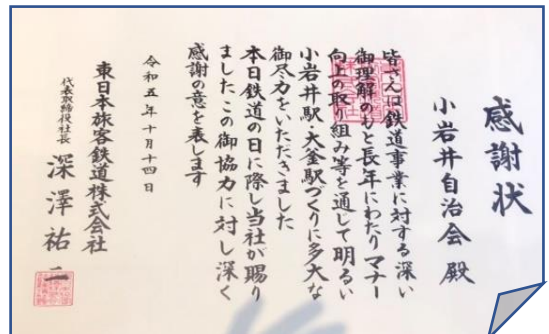 感謝状
小岩井自治会殿
皆さんは鉄道事業に対する深い
御理解のもと長年にわたりマナー
向上の取り組み等を通じて明るい
小岩井駅・大釜駅づくりに多大な
御尽力をいただきました
本日鉄道の日に際し当社が賜り
ましたこの御協力に対し深く
感謝の意を表します
令和五年十月十四日
東日本旅客鉄道株式会社
代表取締役社長 深澤祐二